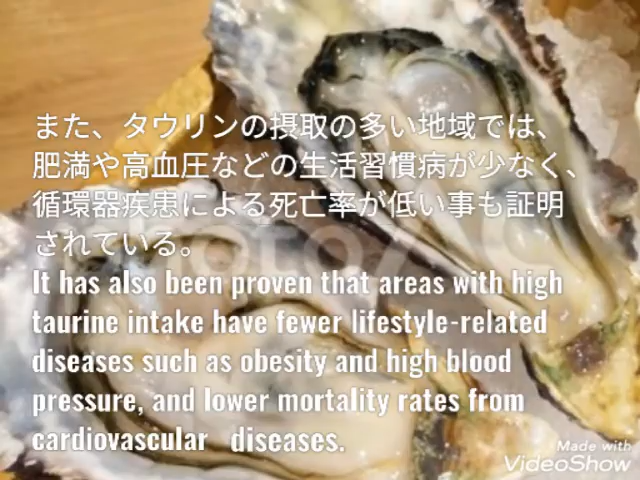 また、タウリンの摂取の多い地域では、
肥満や高血圧などの生活習慣病が少なく、
循環器疾患による死亡率が低い事も証明
されている。
It has also been proven that areas with high
taurine intake have fewer lifestyle-related
diseases such as obesity and high blood
pressure, and lower mortality rates from
cardiovascular diseases.
Made with
VideoShow